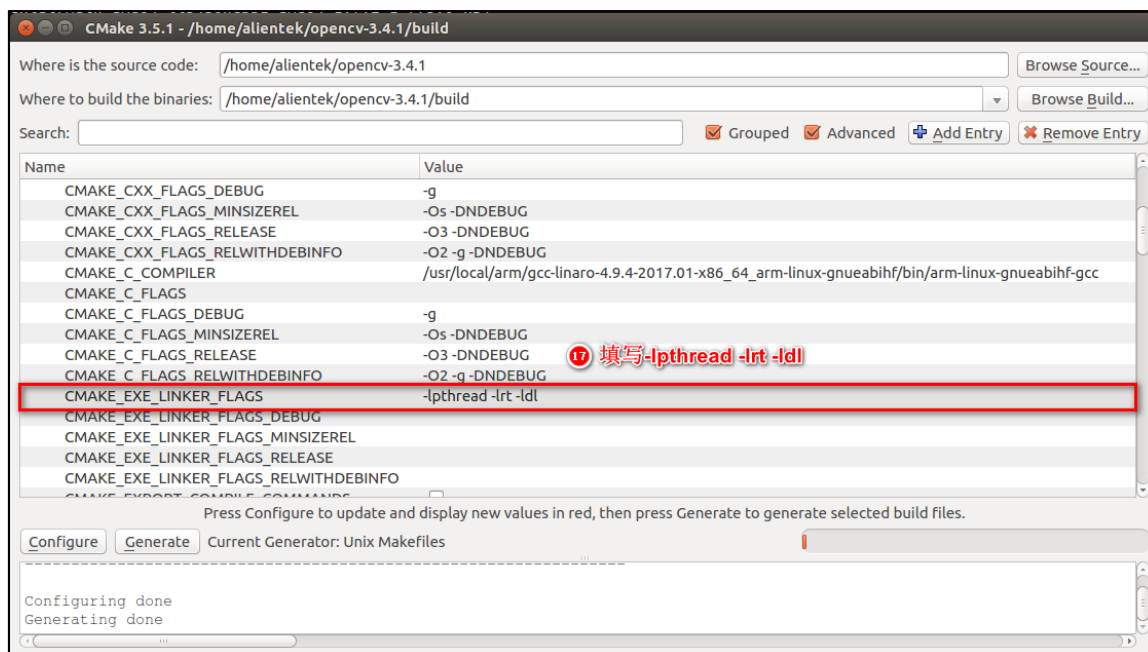 CMake 3.5.1 - /home/alientek/opencv-3.4.1/build
Where is the source code: /home/alientek/opencv-3.4.1 Browse Source...
Where to build the binaries: /home/alientek/opencv-3.4.1/build Browse Build...
Search: Grouped Advanced Add Entry Remove Entry
Name Value
CMAKE_CXX_FLAGS_DEBUG -g
CMAKE_CXX_FLAGS_MINSIZEREL -Os -DNDEBUG
CMAKE_CXX_FLAGS_RELEASE -O3 -DNDEBUG
CMAKE_CXX_FLAGS_RELWITHDEBINFO -O2 -g -DNDEBUG
CMAKE_C_COMPILER /usr/local/arm/gcc-linaro-4.9.4-2017.01-x86_64_arm-linux-gnueabihf/bin/arm-linux-gnueabihf-gcc
CMAKE_C_FLAGS
CMAKE_C_FLAGS_DEBUG -g
CMAKE_C_FLAGS_MINSIZEREL -Os -DNDEBUG
CMAKE_C_FLAGS_RELEASE -O3 -DNDEBUG 17 填写-lpthread -lrt -ldl
CMAKE_C_FLAGS_RELWITHDEBINFO -O2 -g -DNDEBUG
CMAKE_EXE_LINKER_FLAGS -lpthread -lrt -ldl
CMAKE_EXE_LINKER_FLAGS_DEBUG
CMAKE_EXE_LINKER_FLAGS_MINSIZEREL
CMAKE_EXE_LINKER_FLAGS_RELEASE
CMAKE_EXE_LINKER_FLAGS_RELWITHDEBINFO
CMAKE_EXPORT_COMPILE_COMMANDS
Press Configure to update and display new values in red, then press Generate to generate selected build files.
Configure Generate Current Generator: Unix Makefiles
Configuring done
Generating done